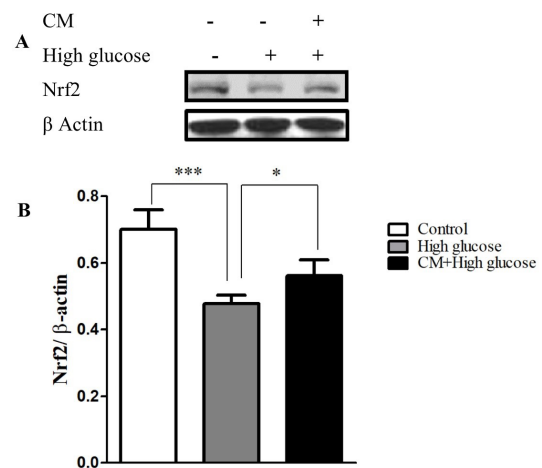 A
CM - - +
High glucose - + +
Nrf2
β Actin
B
*** *
Nrf2/ β-actin
0.8
0.6
0.4
0.2
0.0
Control
High glucose
CM+High glucose